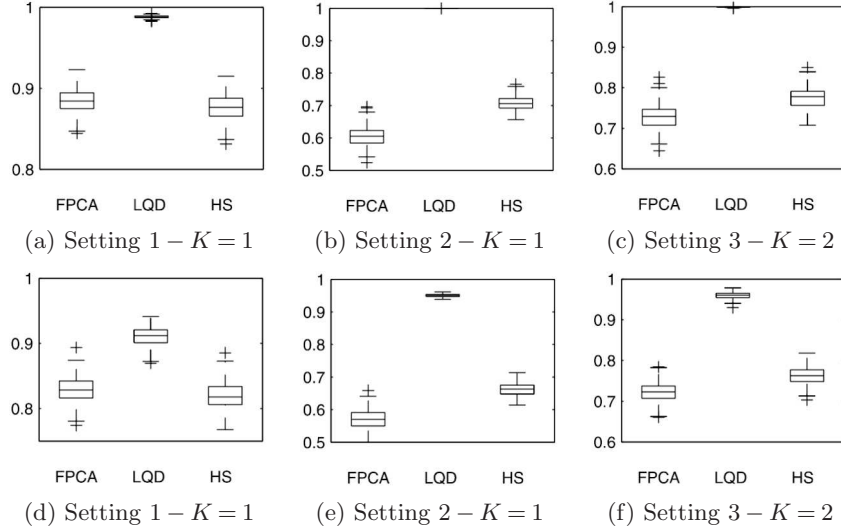 1
0.9
0.8
FPCA LQD HS
(a) Setting 1 – K = 1
1
0.9
0.8
0.7
0.6
0.5
FPCA LQD HS
(b) Setting 2 – K = 1
1
0.9
0.8
0.7
0.6
FPCA LQD HS
(c) Setting 3 – K = 2
1
0.9
0.8
FPCA LQD HS
(d) Setting 1 – K = 1
1
0.9
0.8
0.7
0.6
0.5
FPCA LQD HS
(e) Setting 2 – K = 1
1
0.9
0.8
0.7
0.6
FPCA LQD HS
(f) Setting 3 – K = 2